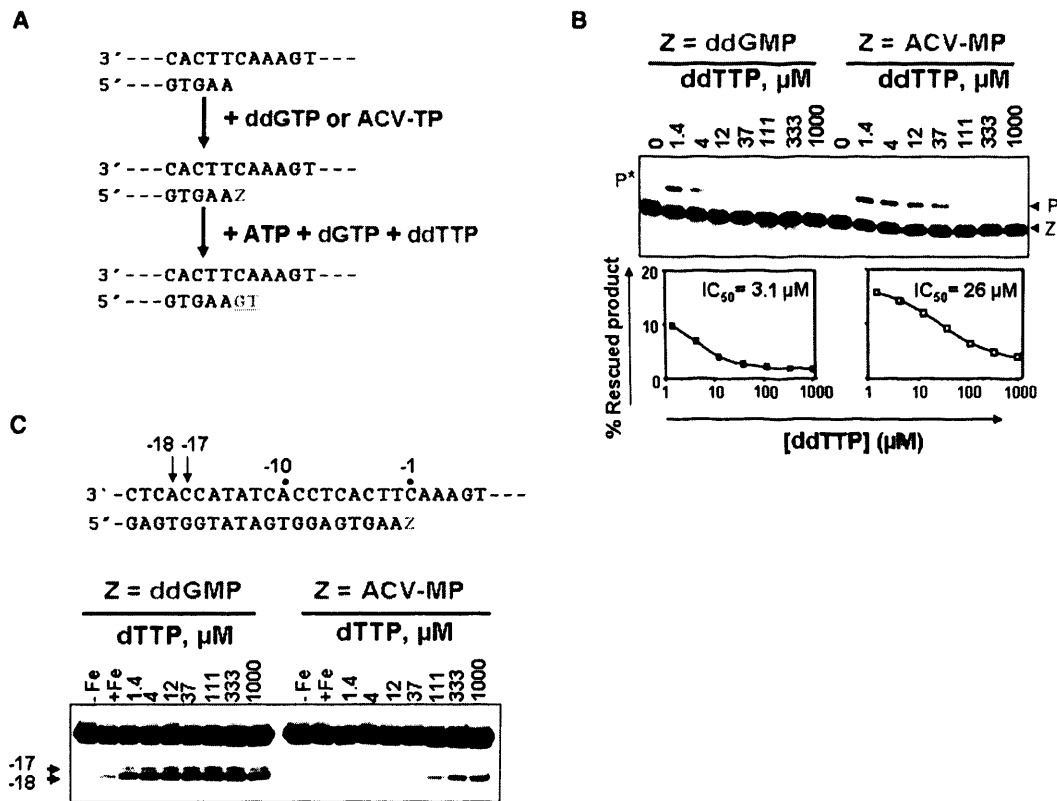 A
3´---CACTTCAAAGT---
5´---GTGAA
+ ddGTP or ACV-TP
3´---CACTTCAAAGT---
5´---GTGAAZ
+ ATP + dGTP + ddTTP
3´---CACTTCAAAGT---
5´---GTGAAGT
B
Z = ddGMP Z = ACV-MP
ddTTP, µM ddTTP, µM
0 1.4 4 12 37 111 333 1000 0 1.4 4 12 37 111 333 1000
P*
P
Z
% Rescued product
20
10
0
IC50= 3.1 µM
IC50= 26 µM
1 10 100 1000 1 10 100 1000
[ddTTP] (µM)
C
-18 -17
-10 -1
3`-CTCACCATATCACCTCACTTCAAAGT---
5`-GAGTGGTATAGTGGAGTGAAZ
Z = ddGMP Z = ACV-MP
dTTP, µM dTTP, µM
-Fe +Fe 1.4 4 12 37 111 333 1000 -Fe +Fe 1.4 4 12 37 111 333 1000
-17
-18